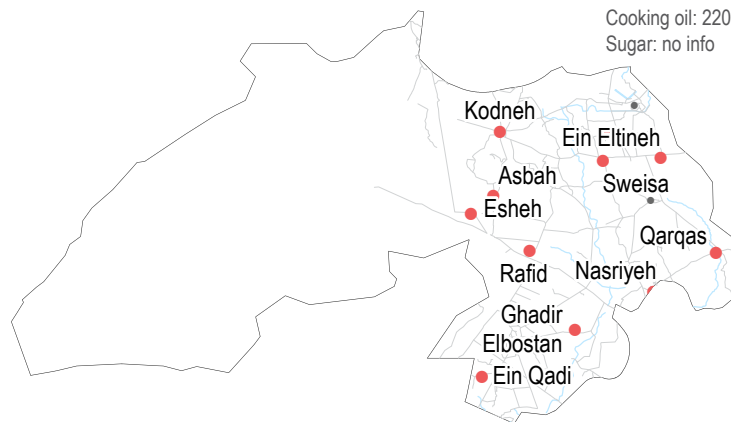 Cooking oil: 220
Sugar: no info
Kodneh
Ein Eltineh
Asbah
Sweisa
Esheh
Qarqas
Rafid
Nasriyeh
Ghadir
Elbostan
Ein Qadi